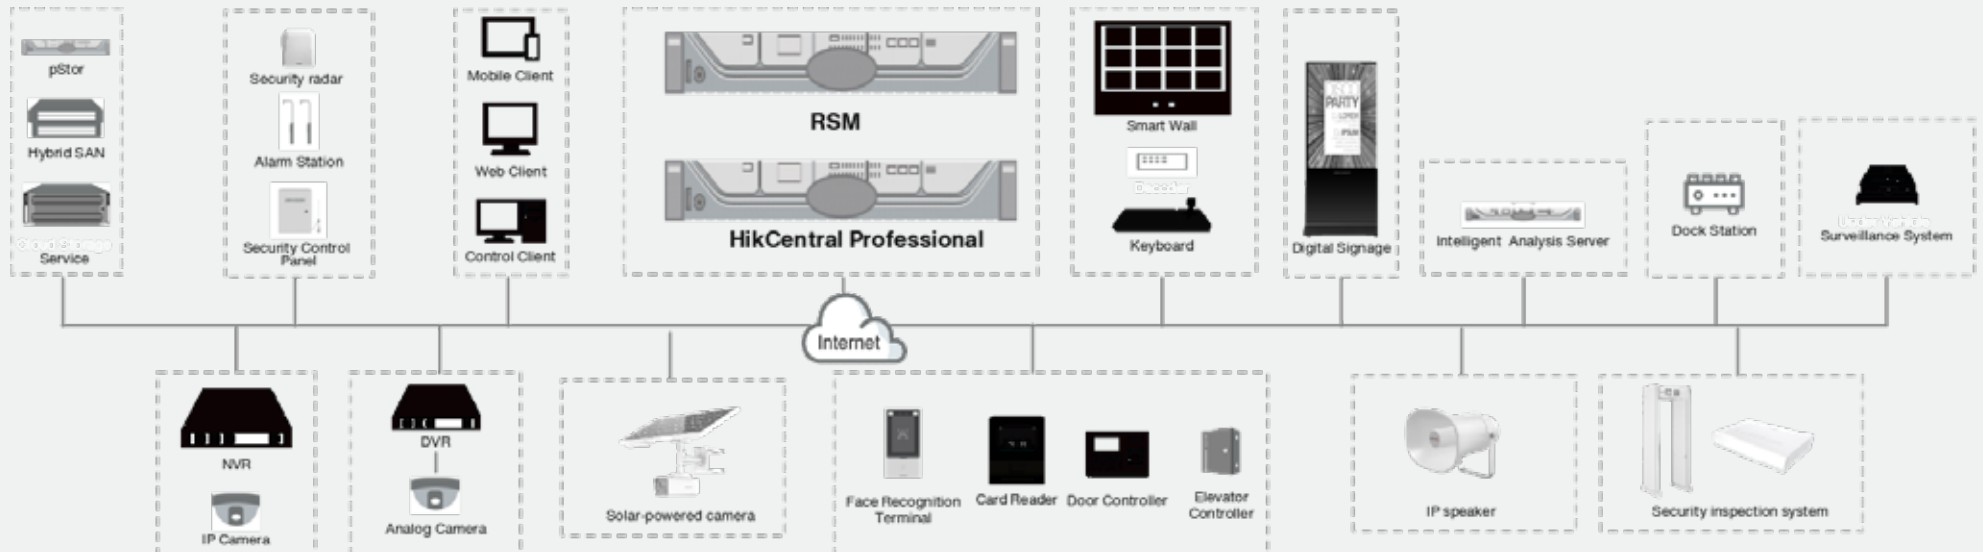 pStor
Hybrid SAN
Service
Security radar
Alarm Station
Security Control
Panel
Mobile Client
Web Client
Control Client
RSM
HikCentral Professional
Smart Wall
Decoder
Keyboard
PARTY
Digital Signage
Intelligent Analysis Server
Dock Station
Surveillance System
Internet
NVR
IP Camera
DVR
Analog Camera
Solar-powered camera
Face Recognition
Terminal
Card Reader
Door Controller
Elevator
Controller
IP speaker
Security inspection system